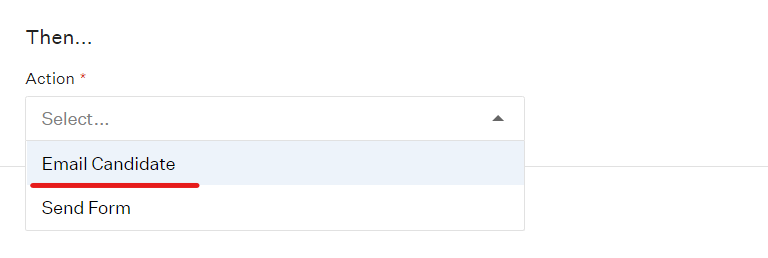 Then...
Action *
Select...
Email Candidate
Send Form